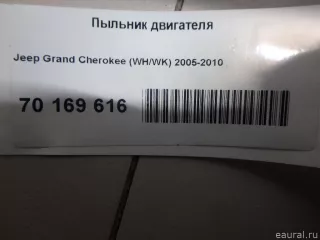 Пыльник двигателя
Jeep Grand Cherokee (WH/WK) 2005-2010
70 169 616
eaural.ru